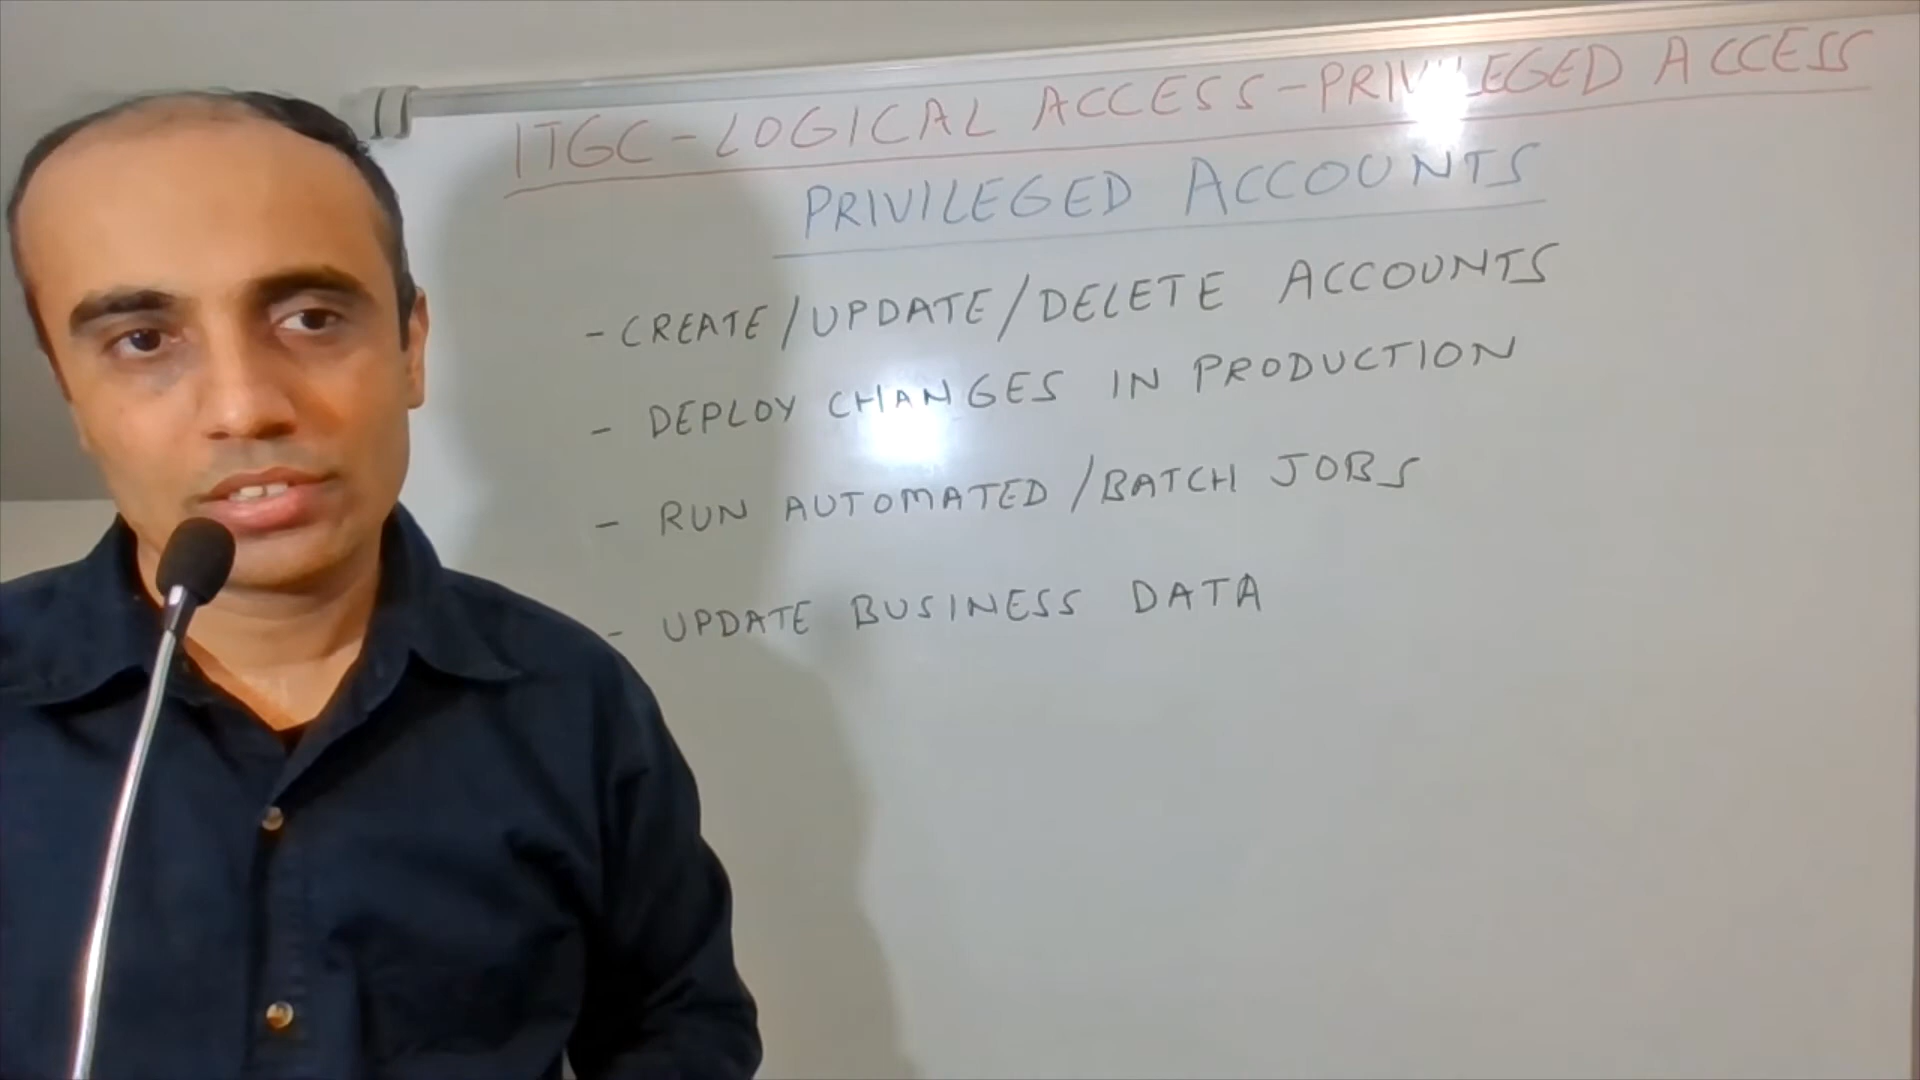 ITGC-LOGICAL ACCESS-PRIVILEGED ACCESS
PRIVILEGED ACCOUNTS
- CREATE/UPDATE/DELETE ACCOUNTS
- DEPLOY CHANGES IN PRODUCTION
- RUN AUTOMATED/BATCH JOBS
- UPDATE BUSINESS DATA